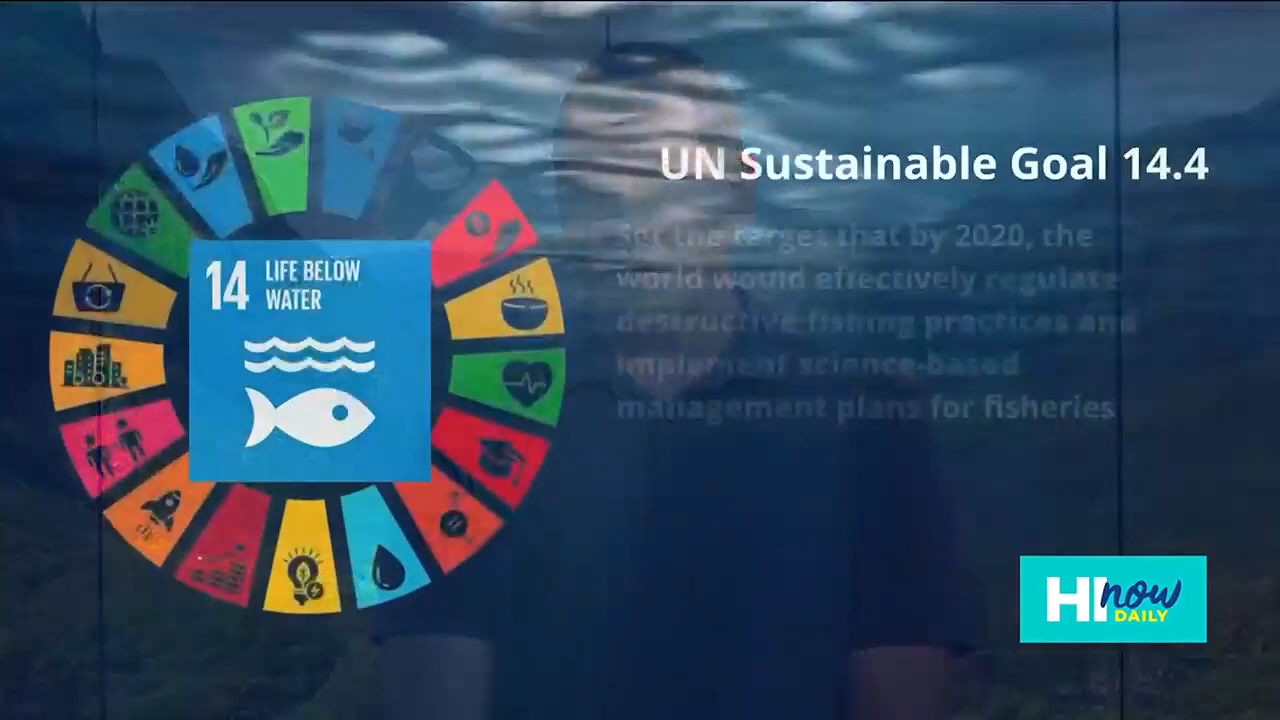 UN Sustainable Goal 14.4
Set the target that by 2020, the
world would effectively regulate
destructive fishing practices and
implement science-based
management plans for fisheries
14 LIFE BELOW
WATER
HI now
DAILY